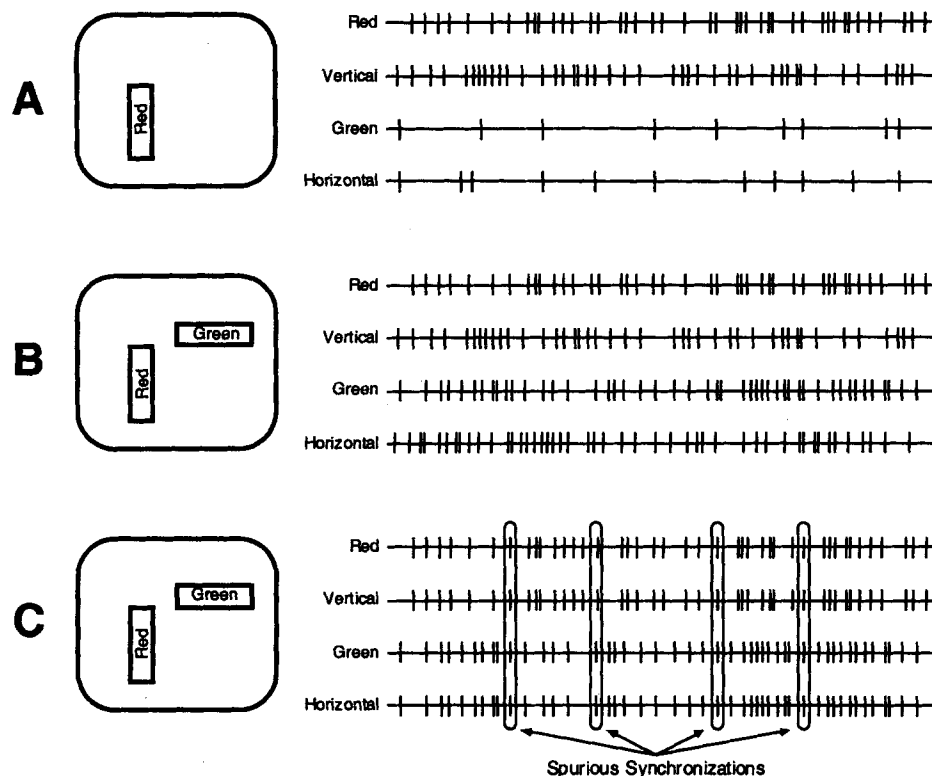 A
Red
Red
Vertical
Green
Horizontal
B
Green
Red
Red
Vertical
Green
Horizontal
C
Green
Red
Red
Vertical
Green
Horizontal
Spurious Synchronizations